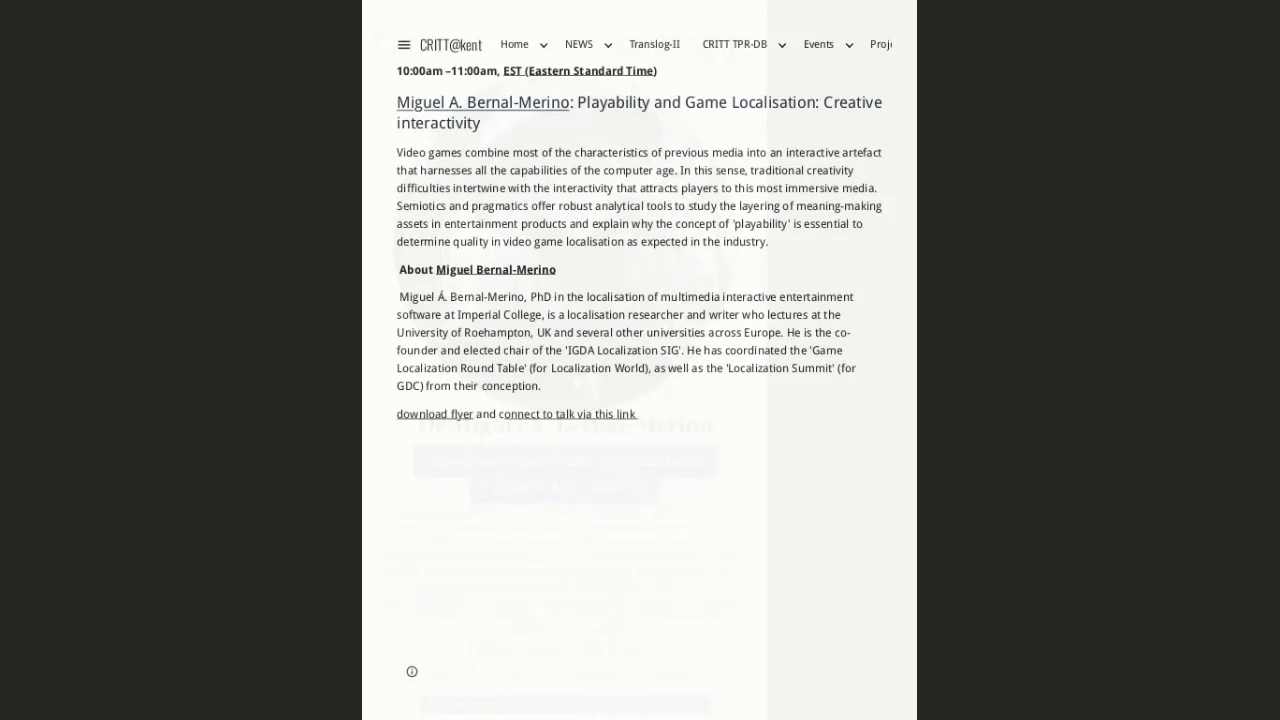 CRITT@kent Home NEWS Translog-II CRITT TPR-DB Events Proj
10:00am –11:00am, EST (Eastern Standard Time)
Miguel A. Bernal-Merino: Playability and Game Localisation: Creative
interactivity
Video games combine most of the characteristics of previous media into an interactive artefact
that harnesses all the capabilities of the computer age. In this sense, traditional creativity
difficulties intertwine with the interactivity that attracts players to this most immersive media.
Semiotics and pragmatics offer robust analytical tools to study the layering of meaning-making
assets in entertainment products and explain why the concept of 'playability' is essential to
determine quality in video game localisation as expected in the industry.
About Miguel Bernal-Merino
Miguel Á. Bernal-Merino, PhD in the localisation of multimedia interactive entertainment
software at Imperial College, is a localisation researcher and writer who lectures at the
University of Roehampton, UK and several other universities across Europe. He is the co-
founder and elected chair of the 'IGDA Localization SIG'. He has coordinated the 'Game
Localization Round Table' (for Localization World), as well as the 'Localization Summit' (for
GDC) from their conception.
download flyer and connect to talk via this link
Dr Miguel Á. Bernal-Merino